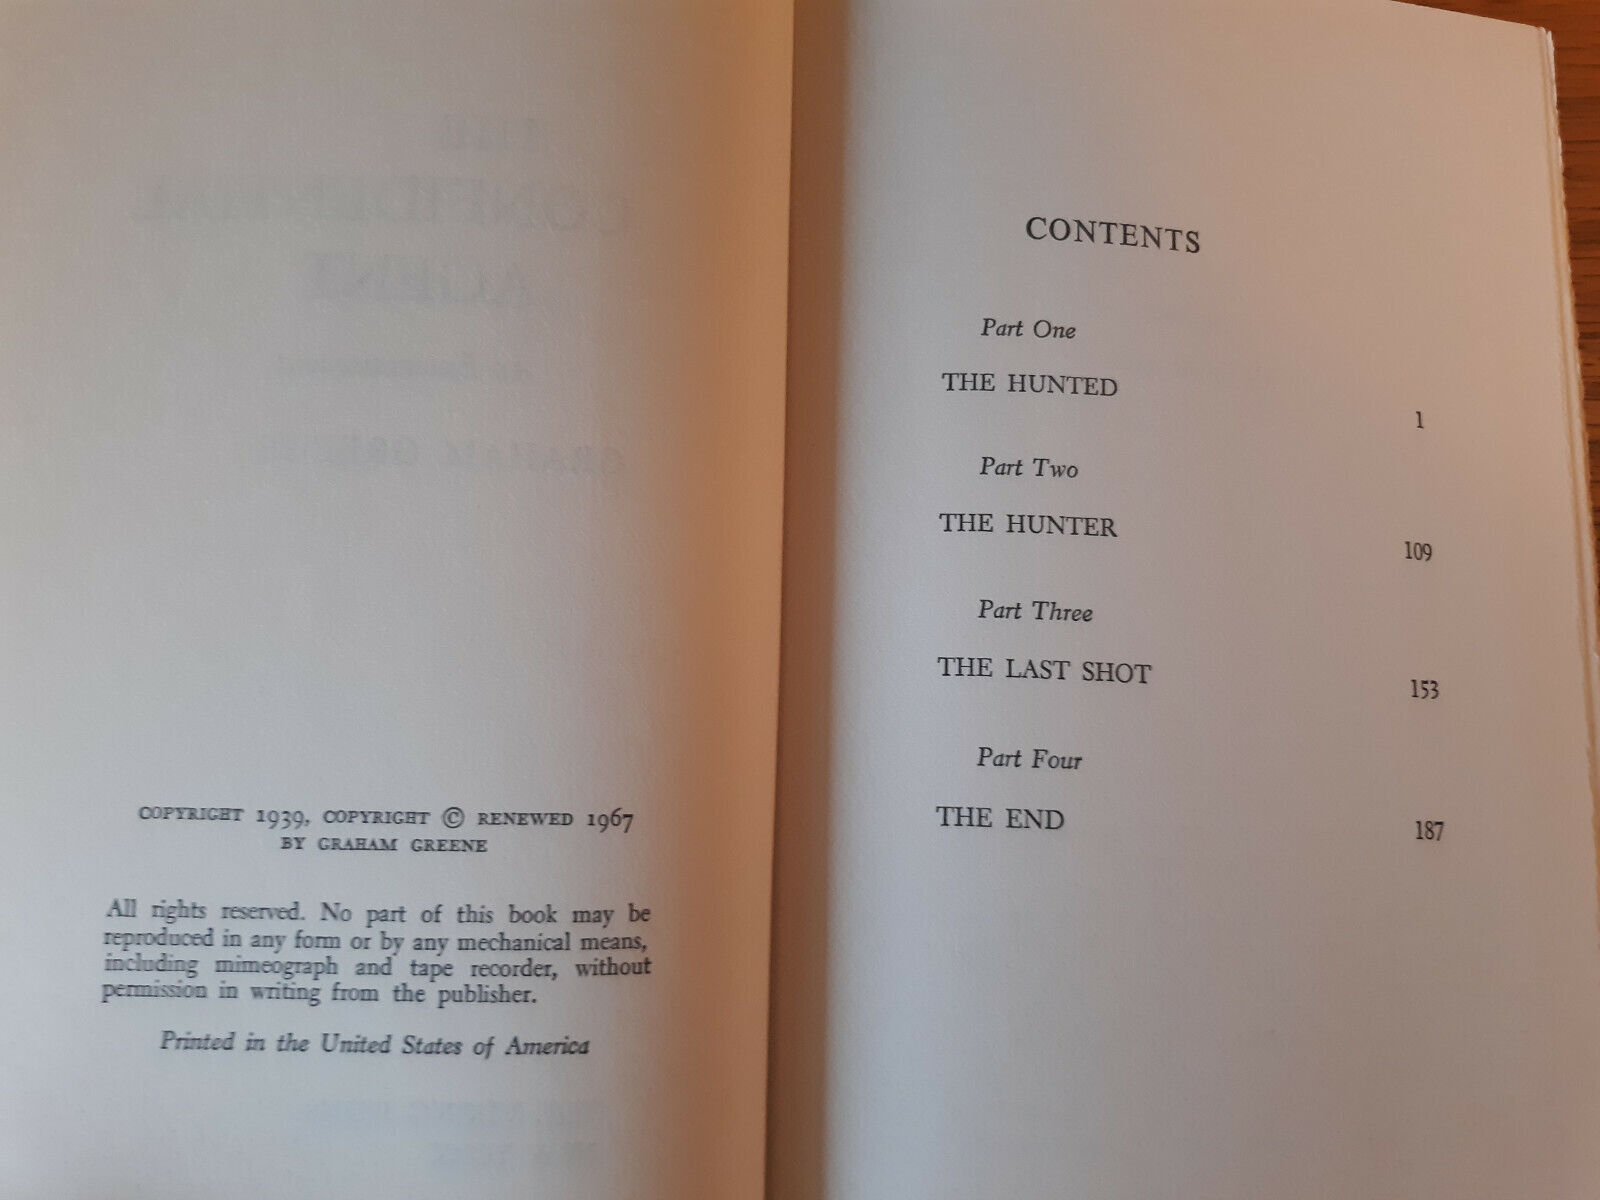 COPYRIGHT 1939, COPYRIGHT © RENEWED 1967
BY GRAHAM GREENE
All rights reserved. No part of this book may be
reproduced in any form or by any mechanical means,
including mimeograph and tape recorder, without
permission in writing from the publisher.
Printed in the United States of America
CONTENTS
Part One
THE HUNTED 1
Part Two
THE HUNTER 109
Part Three
THE LAST SHOT 153
Part Four
THE END 187